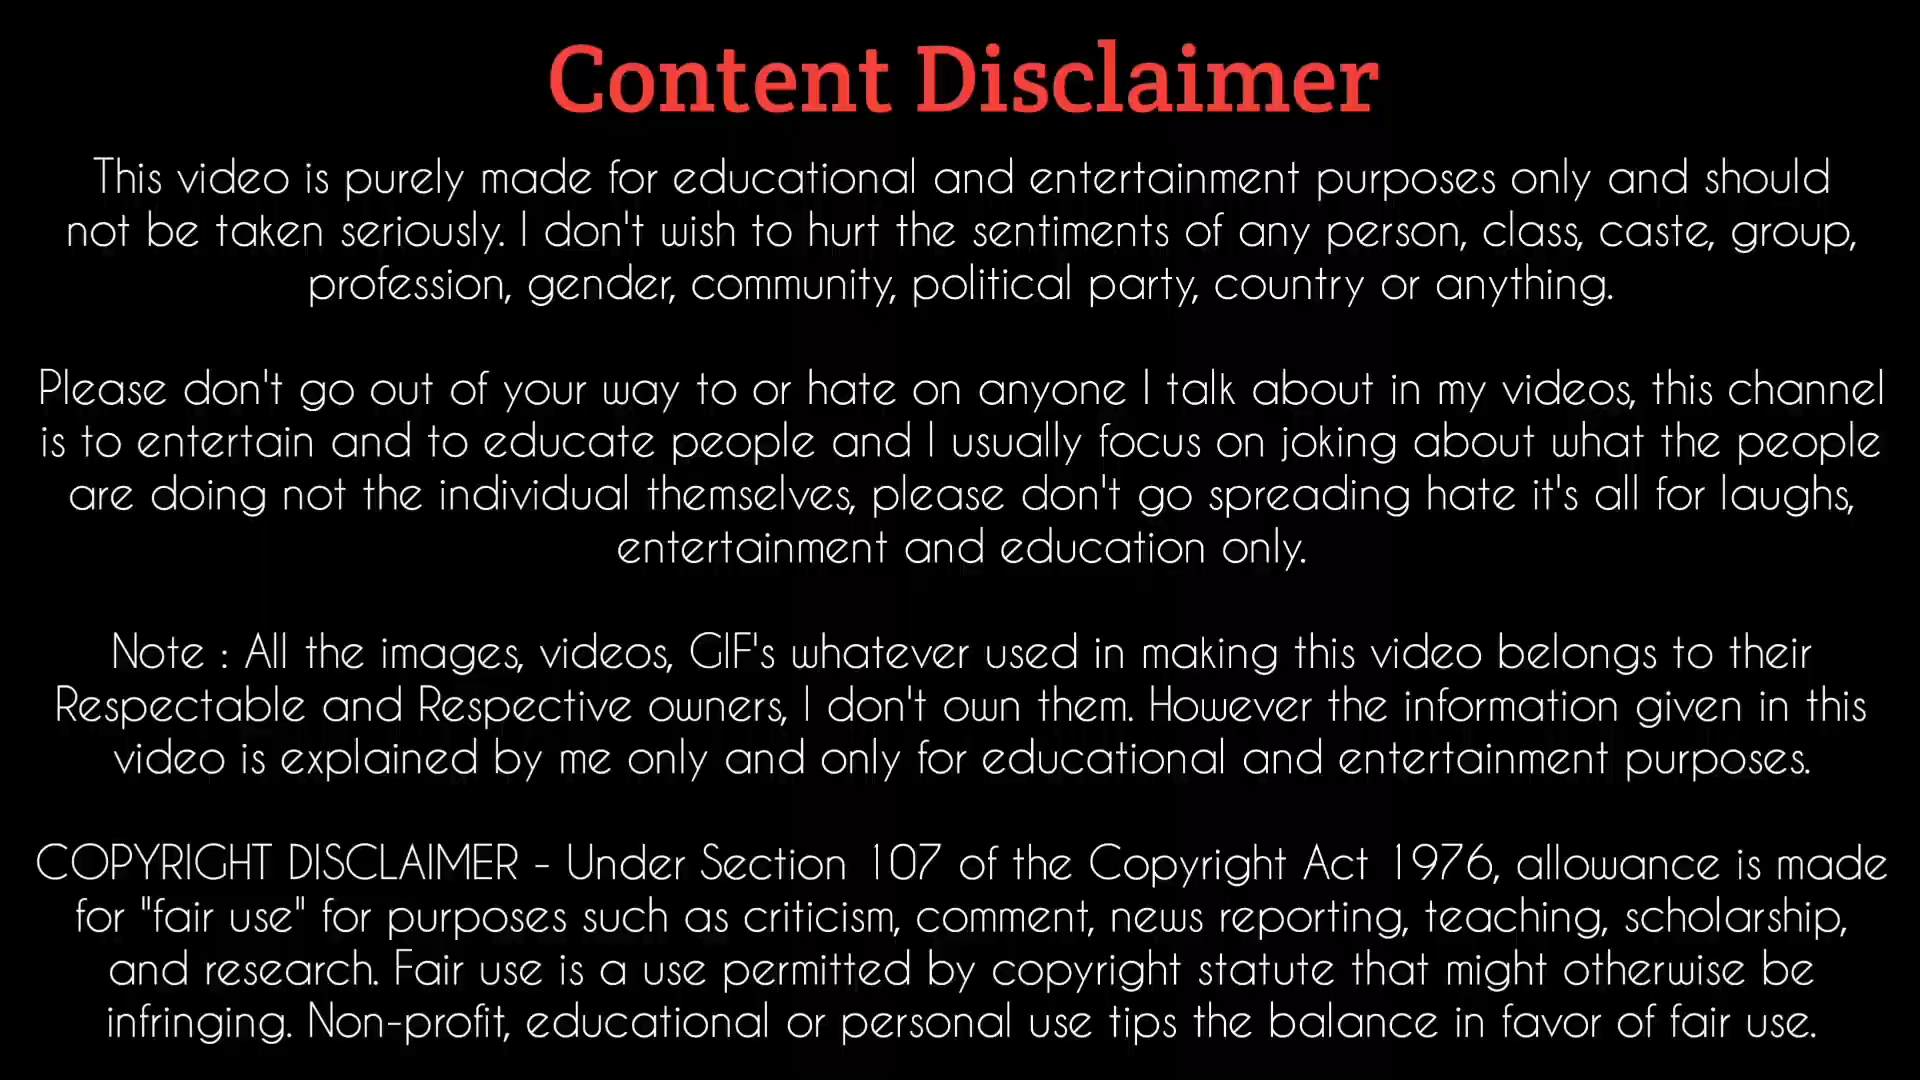 Content Disclaimer
This video is purely made for educational and entertainment purposes only and should
not be taken seriously. I don't wish to hurt the sentiments of any person, class, caste, group,
profession, gender, community, political party, country or anything.
Please don't go out of your way to or hate on anyone I talk about in my videos, this channel
is to entertain and to educate people and I usually focus on joking about what the people
are doing not the individual themselves, please don't go spreading hate it's all for laughs,
entertainment and education only.
Note : All the images, videos, GIF's whatever used in making this video belongs to their
Respectable and Respective owners, I don't own them. However the information given in this
video is explained by me only and only for educational and entertainment purposes.
COPYRIGHT DISCLAIMER - Under Section 107 of the Copyright Act 1976, allowance is made
for "fair use" for purposes such as criticism, comment, news reporting, teaching, scholarship,
and research. Fair use is a use permitted by copyright statute that might otherwise be
infringing. Non-profit, educational or personal use tips the balance in favor of fair use.